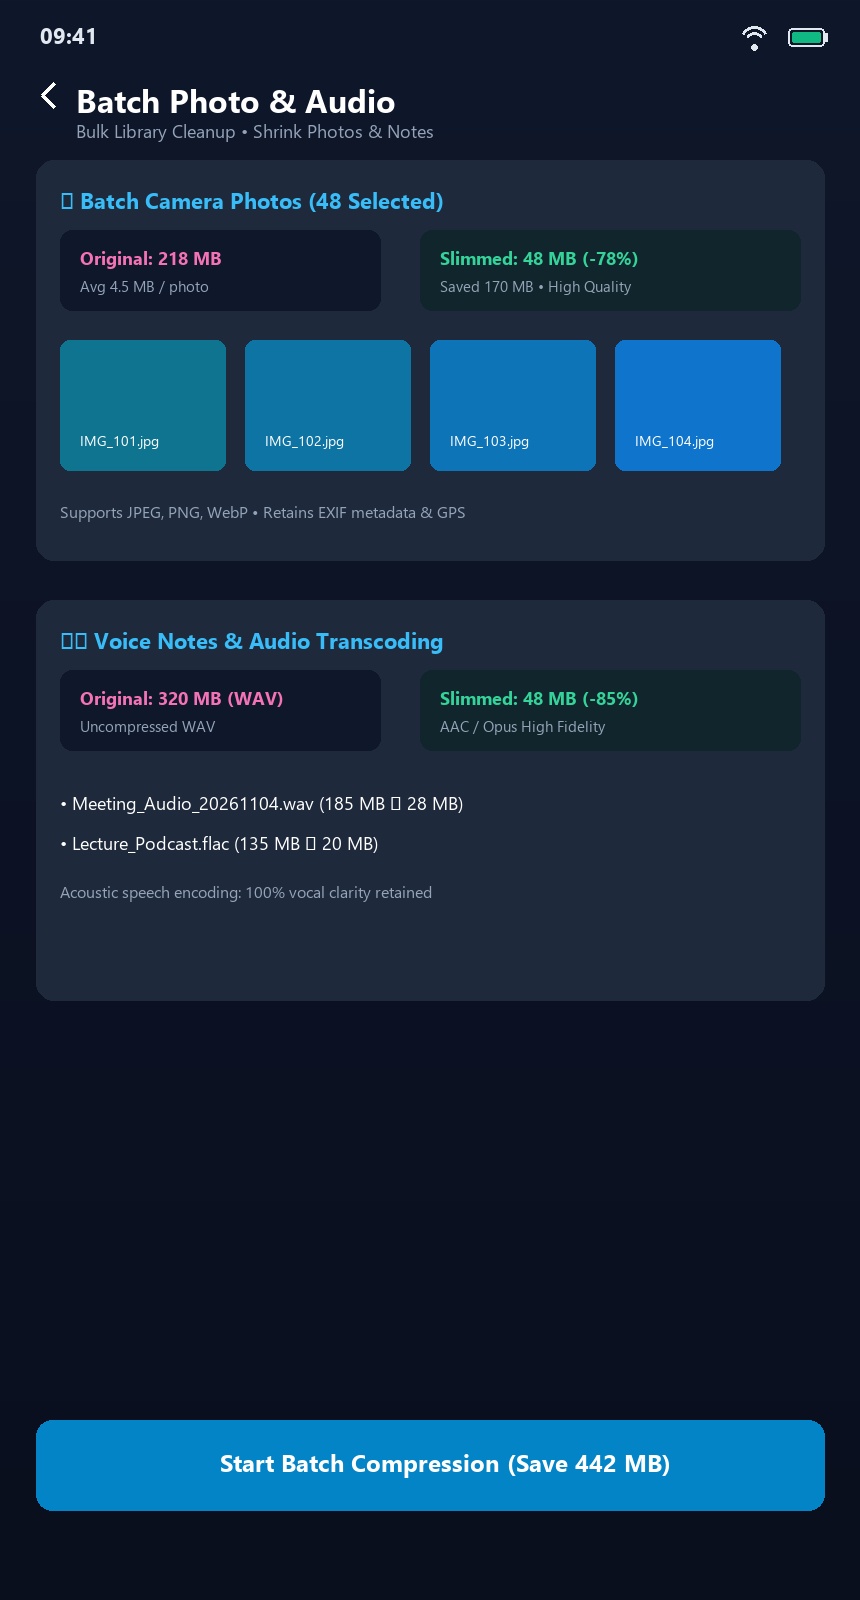 09:41
Batch Photo & Audio
Bulk Library Cleanup • Shrink Photos & Notes
Batch Camera Photos (48 Selected)
Original: 218 MB
Avg 4.5 MB / photo
Slimmed: 48 MB (-78%)
Saved 170 MB • High Quality
IMG_101.jpg
IMG_102.jpg
IMG_103.jpg
IMG_104.jpg
Supports JPEG, PNG, WebP • Retains EXIF metadata & GPS
Voice Notes & Audio Transcoding
Original: 320 MB (WAV)
Uncompressed WAV
Slimmed: 48 MB (-85%)
AAC / Opus High Fidelity
• Meeting_Audio_20261104.wav (185 MB 28 MB)
• Lecture_Podcast.flac (135 MB 20 MB)
Acoustic speech encoding: 100% vocal clarity retained
Start Batch Compression (Save 442 MB)